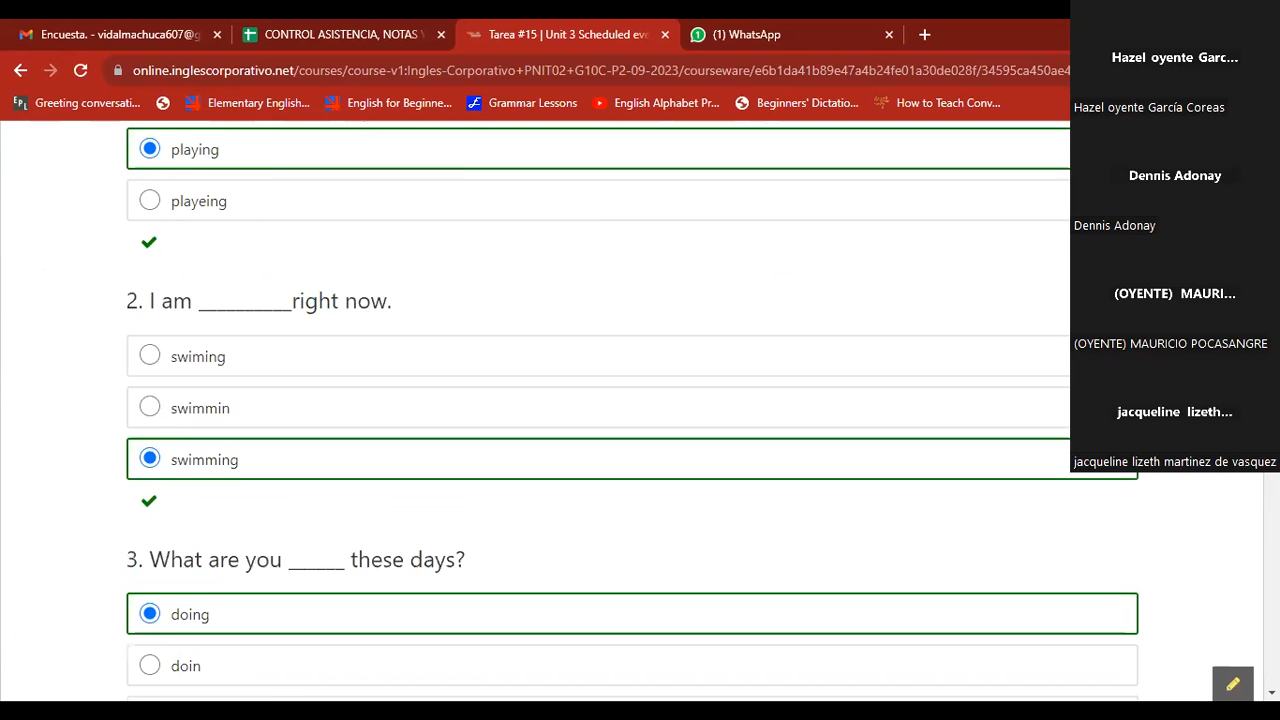 Encuesta. - vidalmachuca607@g
CONTROL ASISTENCIA, NOTAS Y
Tarea #15 | Unit 3 Scheduled eve
(1) WhatsApp
online.inglescorporativo.net/courses/course-v1:Ingles-Corporativo+PNIT02+G10C-P2-09-2023/courseware/e6b1da41b89e47a4b24fe01a30de028f/34595ca450ae4
Greeting conversati...
Elementary English...
English for Beginne...
Grammar Lessons
English Alphabet Pr...
Beginners' Dictatio...
How to Teach Conv...
playing
playeing
2. I am __________right now.
swiming
swimmin
swimming
3. What are you ______ these days?
doing
doin
Hazel oyente Garc...
Hazel oyente García Coreas
Dennis Adonay
Dennis Adonay
(OYENTE) MAURI...
(OYENTE) MAURICIO POCASANGRE
jacqueline lizeth...
jacqueline lizeth martinez de vasquez